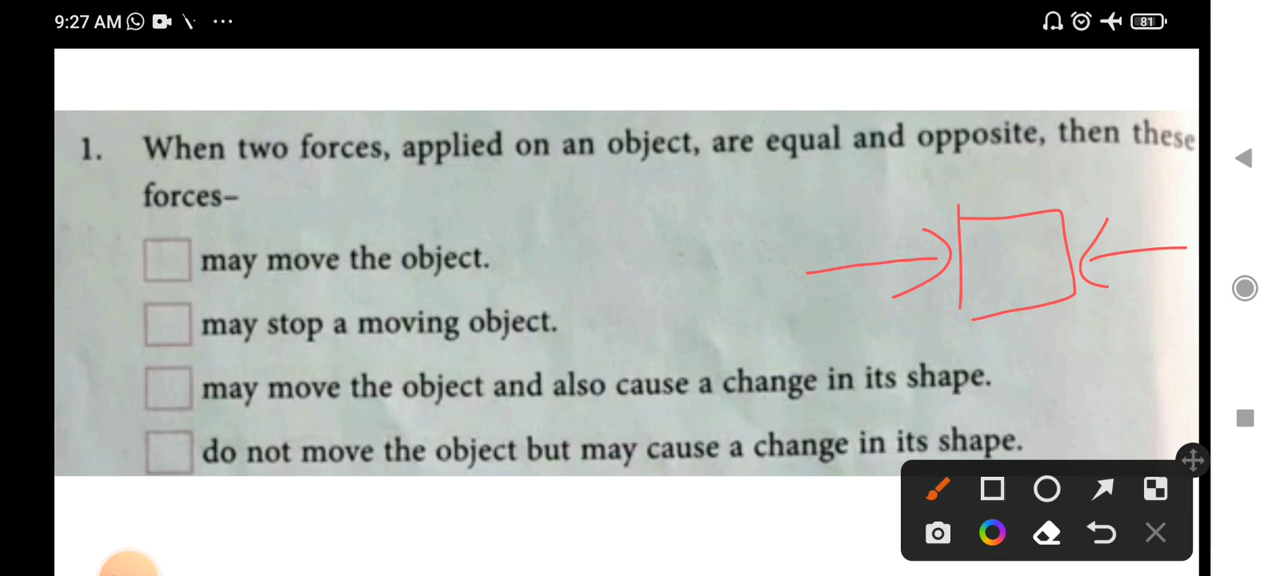 9:27 AM
81
1. When two forces, applied on an object, are equal and opposite, then these
forces–
may move the object.
may stop a moving object.
may move the object and also cause a change in its shape.
do not move the object but may cause a change in its shape.